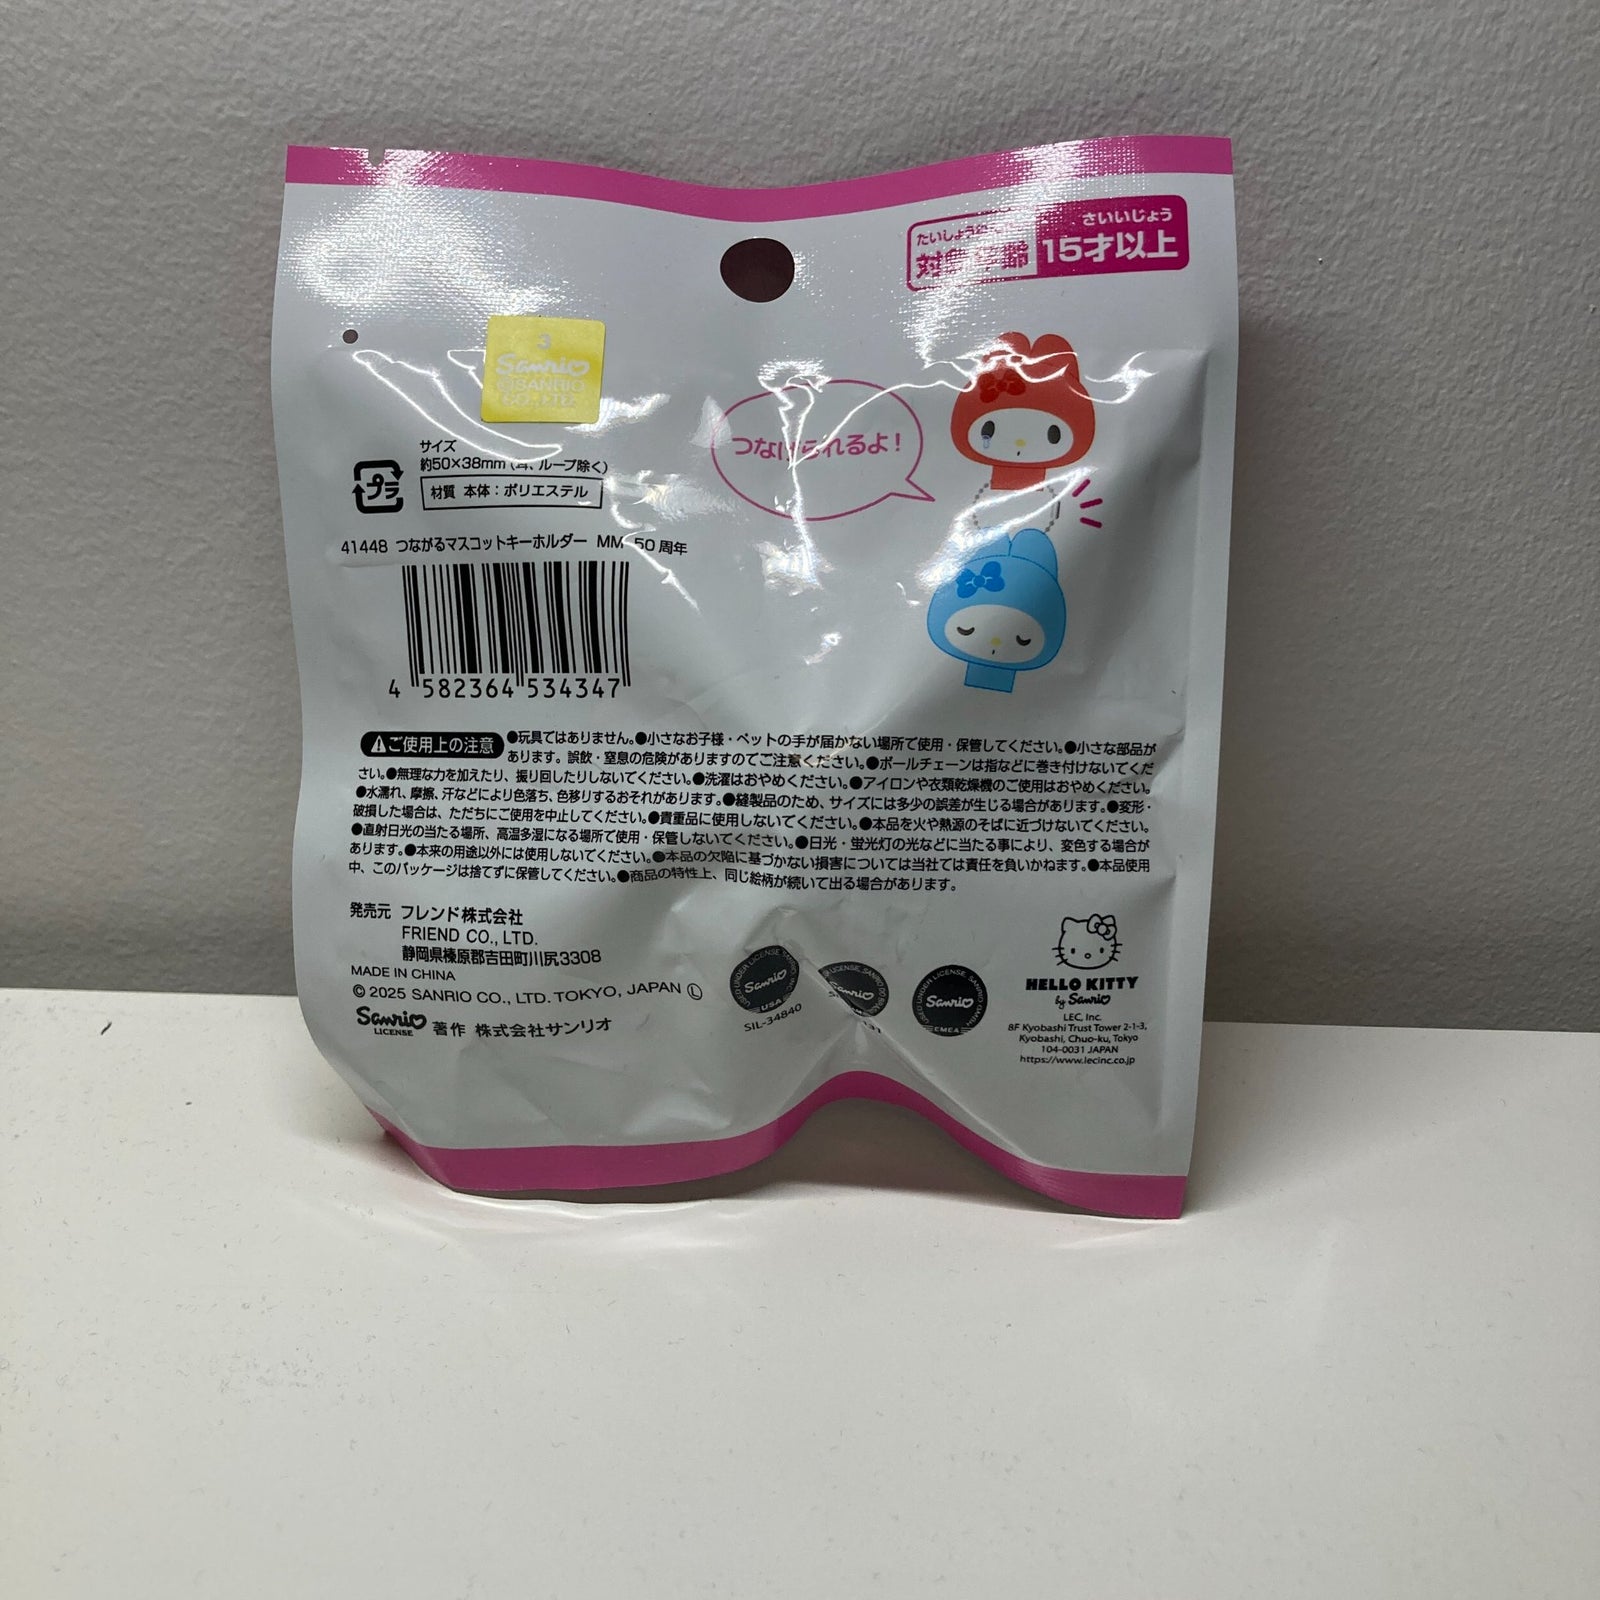 たいしょう
さいいじょう
15才以上
3
Sanrio
©SANRIO
CO., LTD.
つなげられるよ!
サイズ
約50×38mm (耳、ループ除く)
プラ
材質 本体:ポリエステル
41448 つながるマスコットキーホルダー MM 50周年
4 582364 534347
ご使用上の注意 ●玩具ではありません。●小さなお子様・ペットの手が届かない場所で使用・保管してください。●小さな部品が
あります。誤飲・窒息の危険がありますのでご注意ください。●ボールチェーンは指などに巻き付けないでくだ
さい。●無理な力を加えたり、振り回したりしないでください。●洗濯はおやめください。●アイロンや衣類乾燥機のご使用はおやめください。
●水濡れ、摩擦、汗などにより色落ち、色移りするおそれがあります。●縫製品のため、サイズには多少の誤差が生じる場合があります。●変形・
破損した場合は、ただちにご使用を中止してください。●貴重品に使用しないでください。●本品を火や熱源のそばに近づけないでください。
●直射日光の当たる場所、高温多湿になる場所で使用・保管しないでください。●日光・蛍光灯の光などに当たる事により、変色する場合が
あります。●本来の用途以外には使用しないでください。●本品の欠陥に基づかない損害については当社では責任を負いかねます。●本品使用
中、このパッケージは捨てずに保管してください。●商品の特性上、同じ絵柄が続いて出る場合があります。
発売元 フレンド株式会社
FRIEND CO., LTD.
静岡県榛原郡吉田町川尻3308
MADE IN CHINA
© 2025 SANRIO CO., LTD. TOKYO, JAPAN Ⓛ
Sanrio LICENSE 著作 株式会社サンリオ
USED UNDER LICENSE
Sanrio
USA
SIL-34840
LICENSE, SANRIO DO
Sanrio
USED UNDER LICENSE SANRIO GMBH
Sanrio
EMEA
HELLO KITTY
by Sanrio
LEC, Inc.
8F Kyobashi Trust Tower 2-1-3,
Kyobashi, Chuo-ku, Tokyo
104-0031 JAPAN
https://www.lecinc.co.jp